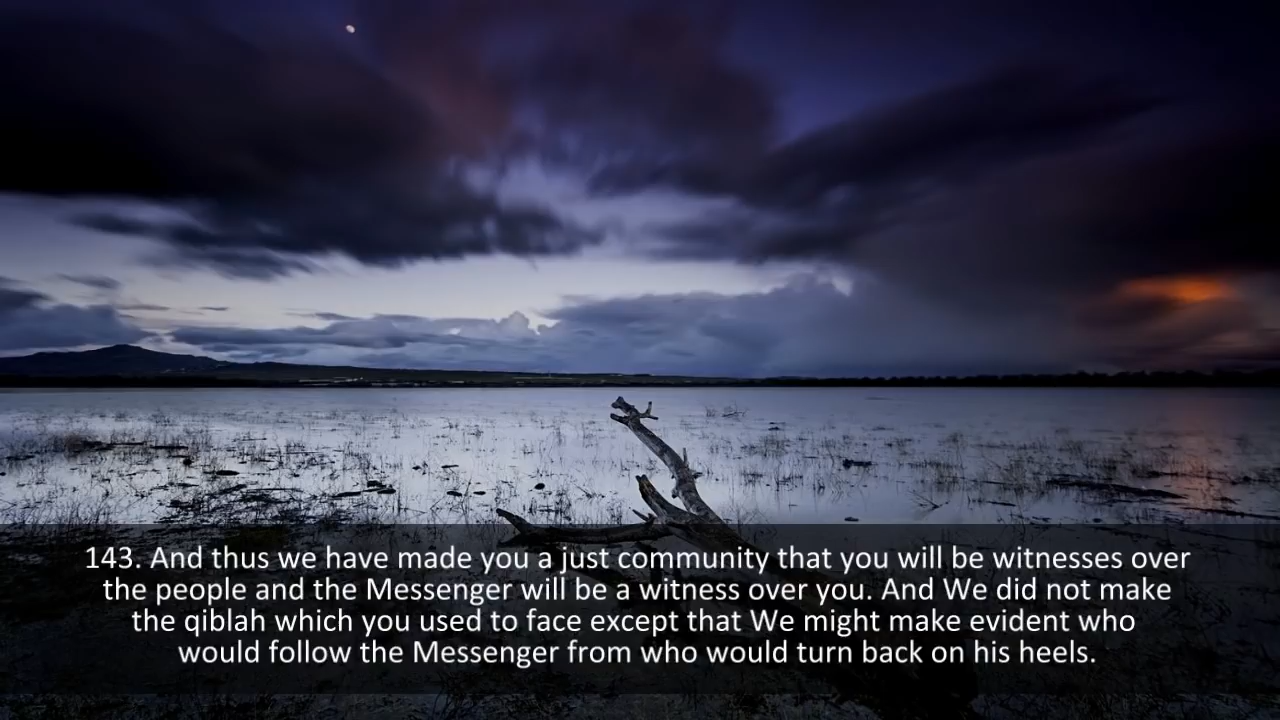 143. And thus we have made you a just community that you will be witnesses over
the people and the Messenger will be a witness over you. And We did not make
the qiblah which you used to face except that We might make evident who
would follow the Messenger from who would turn back on his heels.